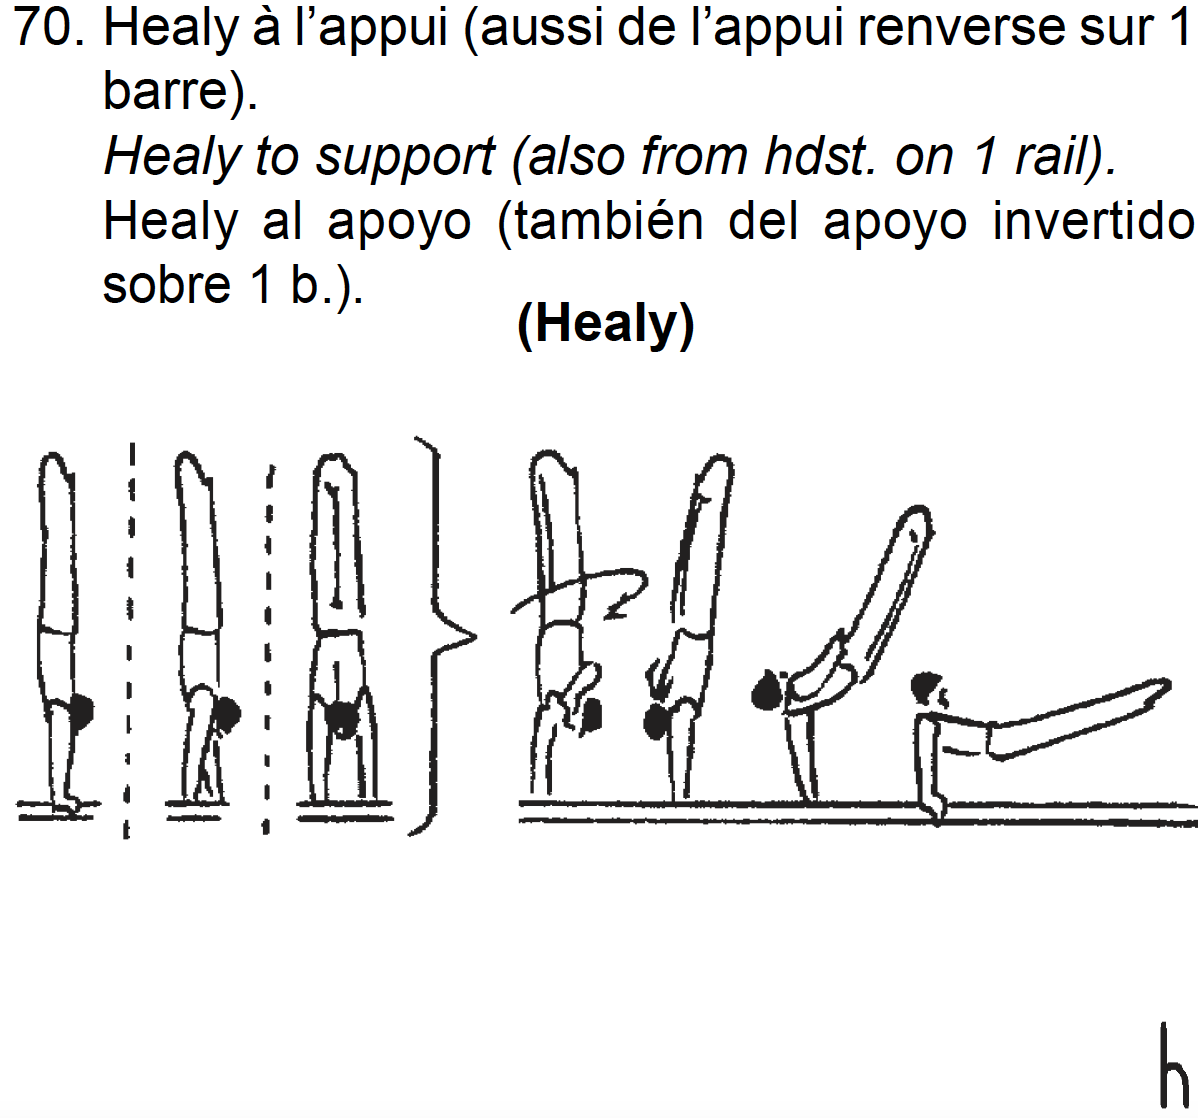 70. Healy à l’appui (aussi de l’appui renverse sur 1
barre).
Healy to support (also from hdst. on 1 rail).
Healy al apoyo (también del apoyo invertido
sobre 1 b.).
(Healy)
h